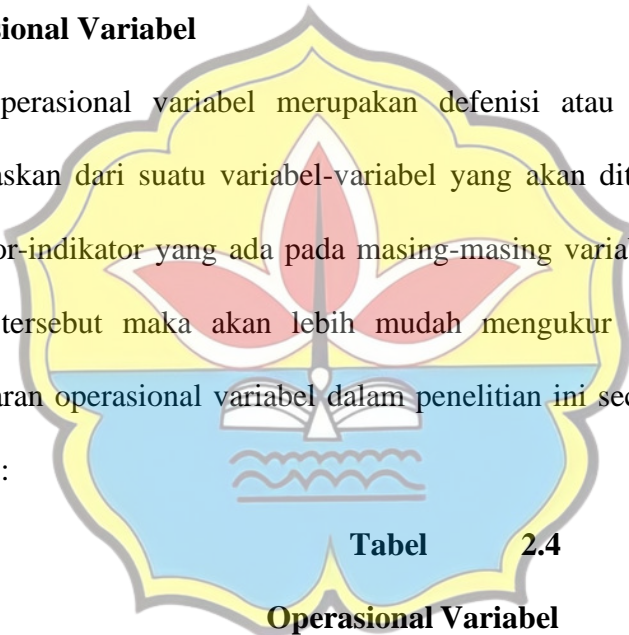 sional Variabel
perasional variabel merupakan defenisi atau
askan dari suatu variabel-variabel yang akan dit
or-indikator yang ada pada masing-masing varia
tersebut maka akan lebih mudah mengukur
aran operasional variabel dalam penelitian ini sec
:
Tabel 2.4
Operasional Variabel